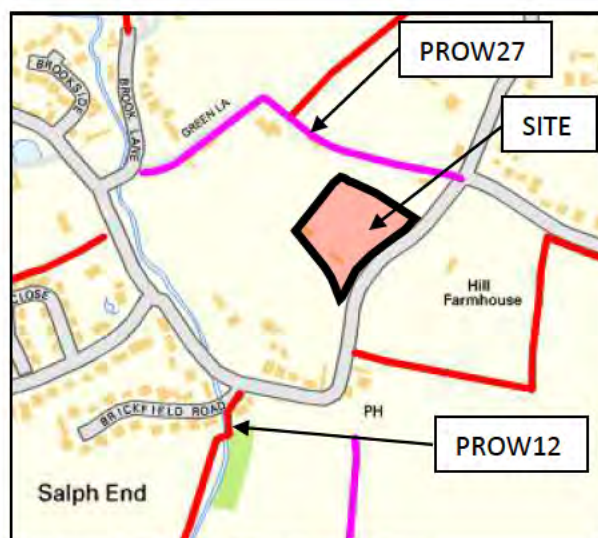 PROW27
BROOKSIDE
BROOK LANE
GREEN LA
SITE
Hill
Farmhouse
CLOSE
BRICKFIELD ROAD
PH
PROW12
Salph End